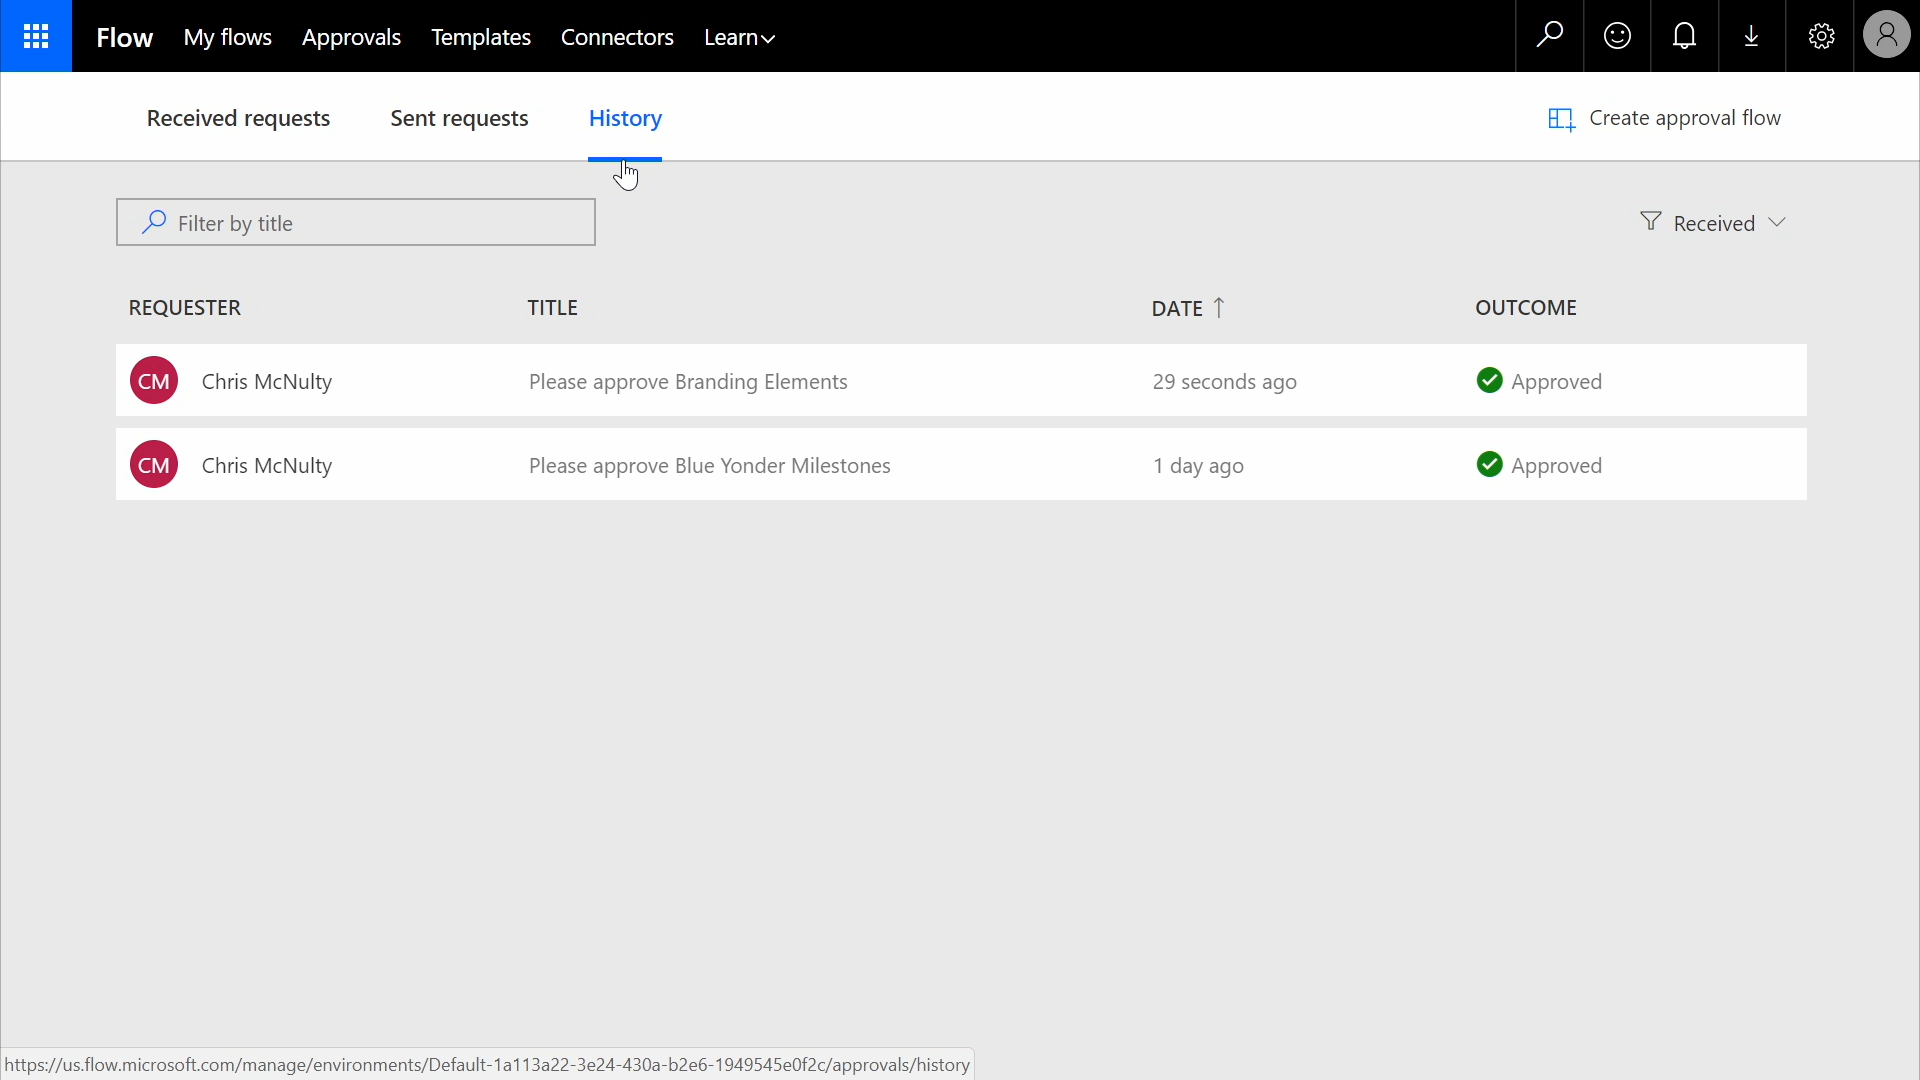 Flow My flows Approvals Templates Connectors Learn
Received requests Sent requests History Create approval flow
Filter by title Received
REQUESTER TITLE DATE ↑ OUTCOME
CM Chris McNulty Please approve Branding Elements 29 seconds ago Approved
CM Chris McNulty Please approve Blue Yonder Milestones 1 day ago Approved
https://us.flow.microsoft.com/manage/environments/Default-1a113a22-3e24-430a-b2e6-1949545e0f2c/approvals/history